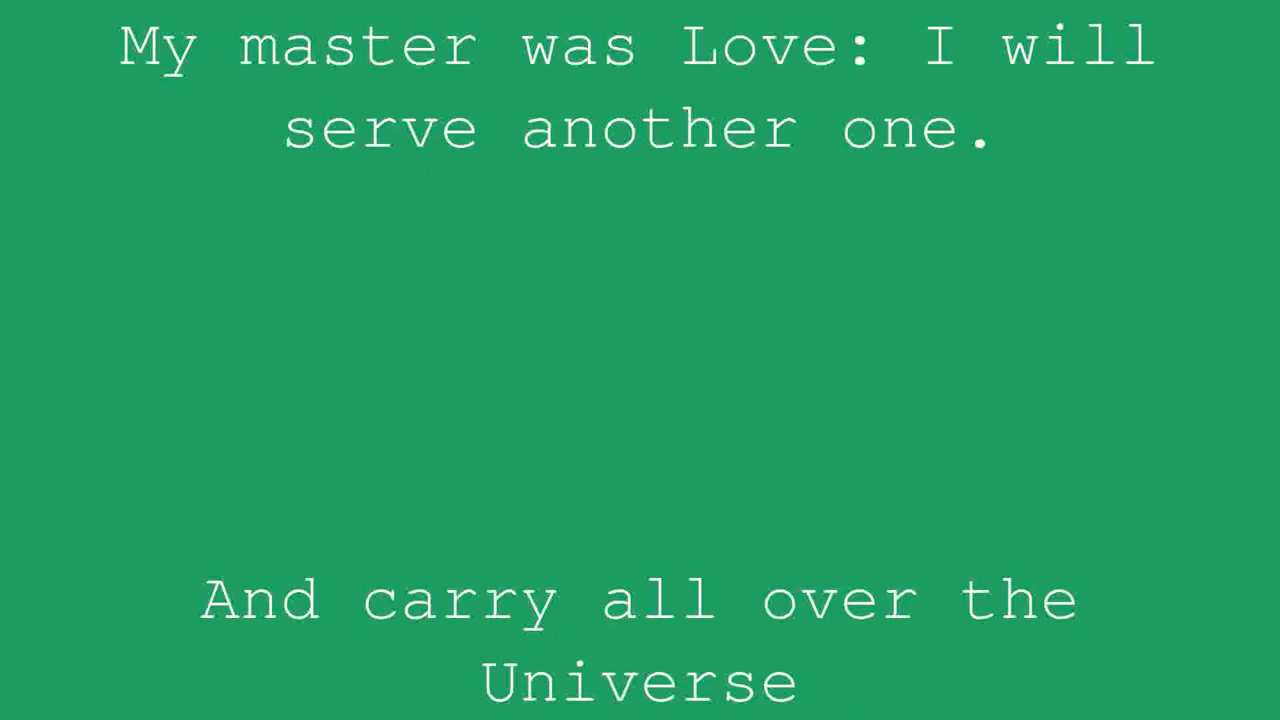 My master was Love: I will
serve another one.
And carry all over the
Universe